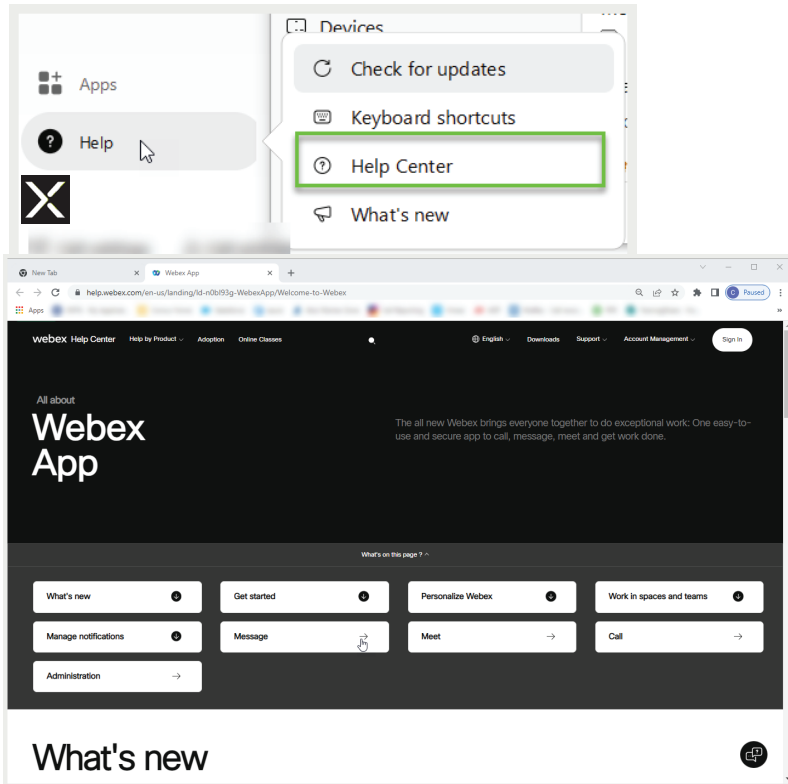 Devices
Check for updates
Apps
Keyboard shortcuts
Help
Help Center
What's new
New Tab
Webex App
help.webex.com/en-us/landing/ld-n0bl93g-WebexApp/Welcome-to-Webex
C Paused
Apps
webex Help Center Help by Product Adoption Online Classes English Downloads Support Account Management Sign In
All about
Webex
App
The all new Webex brings everyone together to do exceptional work: One easy-to-
use and secure app to call, message, meet and get work done.
What's on this page ?
What's new Get started Personalize Webex Work in spaces and teams
Manage notifications Message Meet Call
Administration
What's new